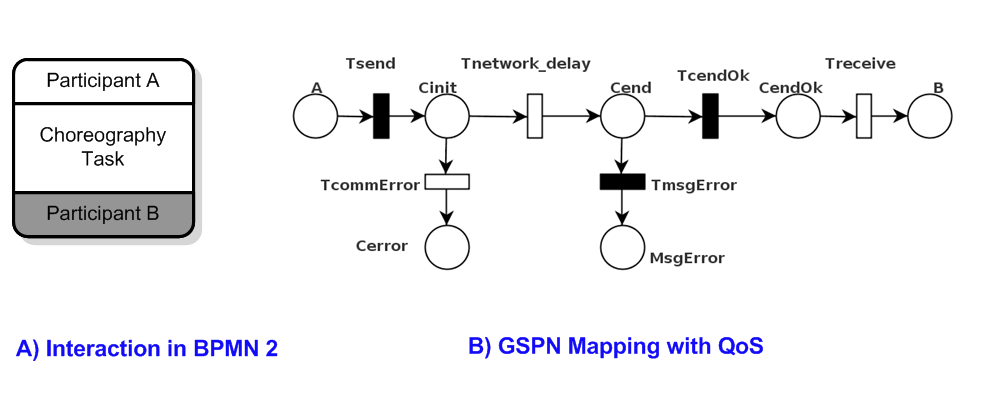 Participant A
Choreography
Task
Participant B
Tsend
Tnetwork_delay
TcendOk
Treceive
A
Cinit
Cend
CendOk
B
TcommError
TmsgError
Cerror
MsgError
A) Interaction in BPMN 2
B) GSPN Mapping with QoS